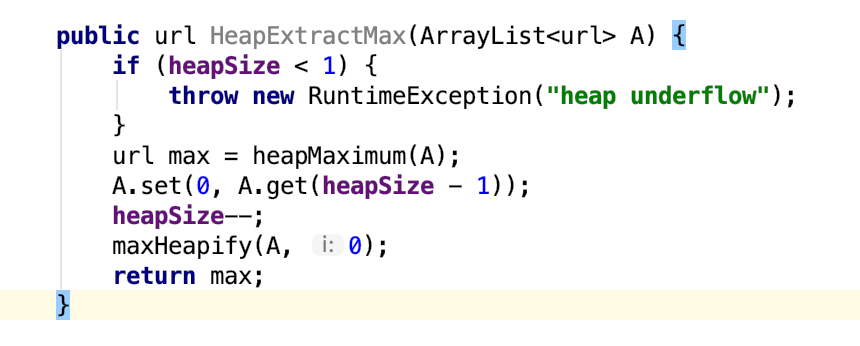 public url HeapExtractMax(ArrayList<url> A) {
    if (heapSize < 1) {
        throw new RuntimeException("heap underflow");
    }
    url max = heapMaximum(A);
    A.set(0, A.get(heapSize - 1));
    heapSize--;
    maxHeapify(A, i: 0);
    return max;
}